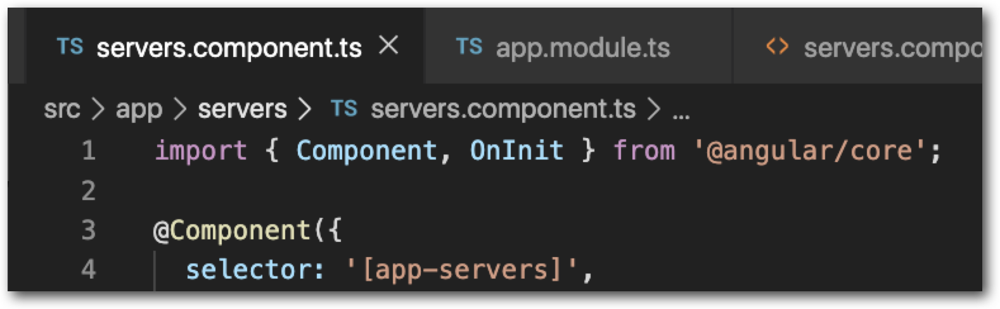 TS servers.component.ts × TS app.module.ts <> servers.compo
src > app > servers > TS servers.component.ts > ...
1 import { Component, OnInit } from '@angular/core';
2
3 @Component({
4 selector: '[app-servers]',